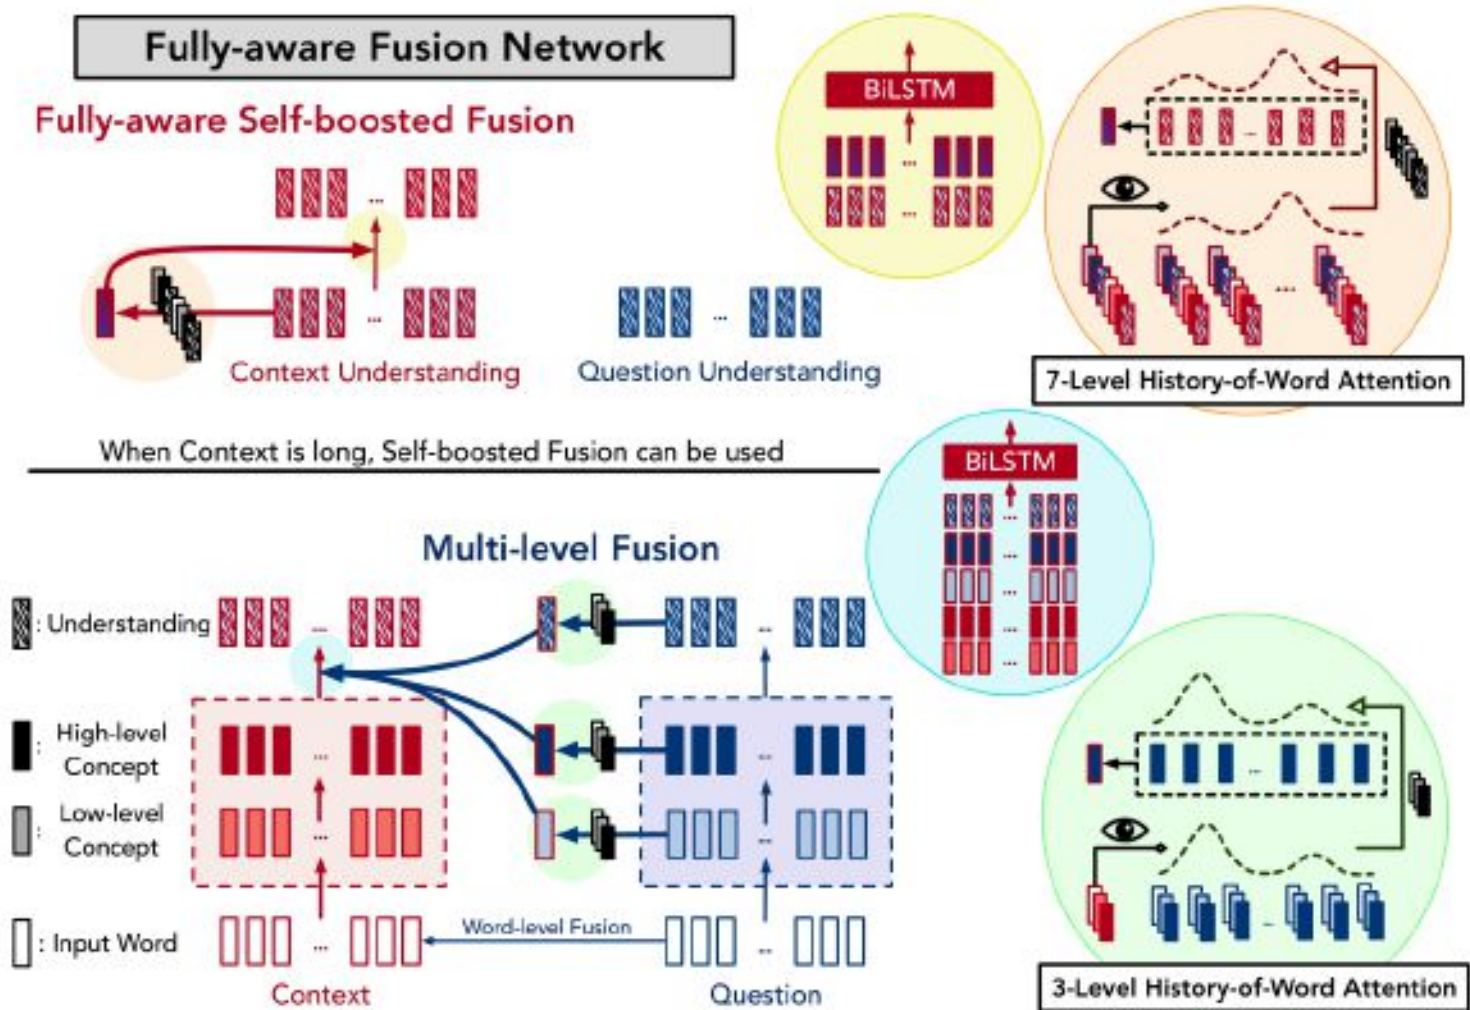 Fully-aware Fusion Network
Fully-aware Self-boosted Fusion
BiLSTM
...
...
...
...
...
...
...
...
Context Understanding
Question Understanding
7-Level History-of-Word Attention
When Context is long, Self-boosted Fusion can be used
BiLSTM
...
...
...
...
...
Multi-level Fusion
: Understanding
...
...
: High-level
Concept
...
...
...
: Low-level
Concept
...
...
...
: Input Word
...
Word-level Fusion
...
Context
Question
3-Level History-of-Word Attention